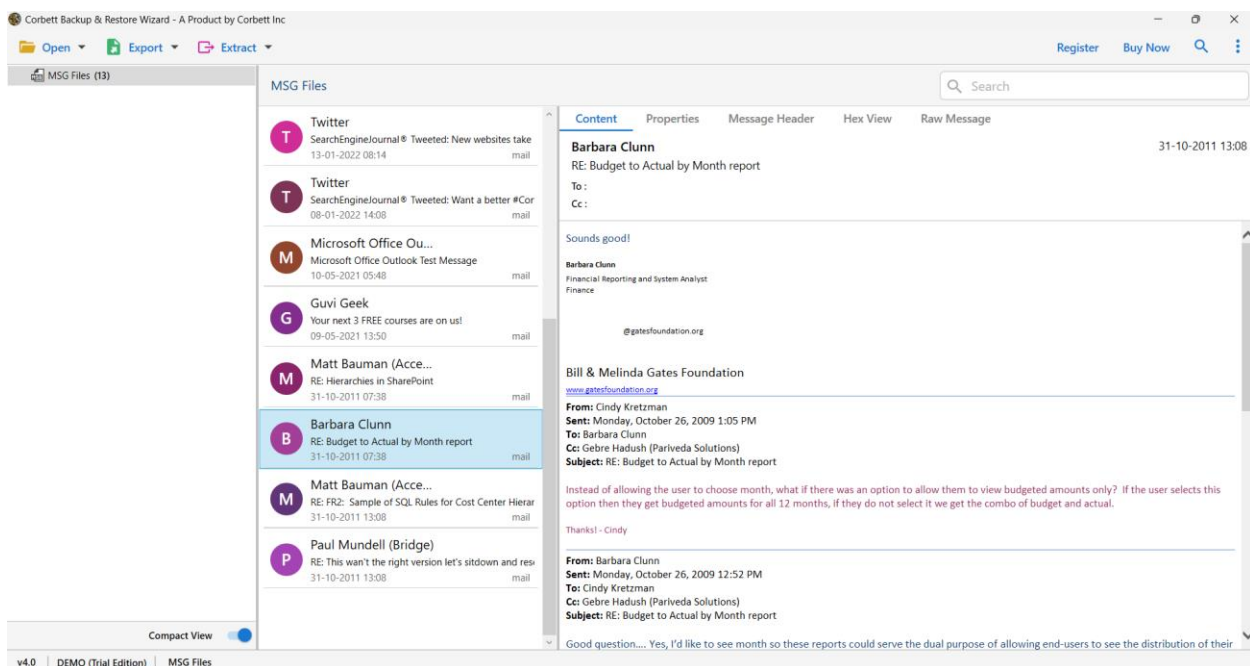 Corbett Backup & Restore Wizard - A Product by Corbett Inc
Open Export Extract Register Buy Now
MSG Files (13)
MSG Files
Search
T
Twitter
SearchEngineJournal® Tweeted: New websites take
13-01-2022 08:14 mail
T
Twitter
SearchEngineJournal® Tweeted: Want a better #Cor
08-01-2022 14:08 mail
M
Microsoft Office Ou...
Microsoft Office Outlook Test Message
10-05-2021 05:48 mail
G
Guvi Geek
Your next 3 FREE courses are on us!
09-05-2021 13:50 mail
M
Matt Bauman (Acce...
RE: Hierarchies in SharePoint
31-10-2011 07:38 mail
B
Barbara Clunn
RE: Budget to Actual by Month report
31-10-2011 07:38 mail
M
Matt Bauman (Acce...
RE: FR2: Sample of SQL Rules for Cost Center Hierar
31-10-2011 13:08 mail
P
Paul Mundell (Bridge)
RE: This wan't the right version let's sitdown and res
31-10-2011 13:08 mail
Content Properties Message Header Hex View Raw Message
Barbara Clunn 31-10-2011 13:08
RE: Budget to Actual by Month report
To :
Cc :
Sounds good!
Barbara Clunn
Financial Reporting and System Analyst
Finance
@gatesfoundation.org
Bill & Melinda Gates Foundation
www.gatesfoundation.org
From: Cindy Kretzman
Sent: Monday, October 26, 2009 1:05 PM
To: Barbara Clunn
Cc: Gebre Hadush (Pariveda Solutions)
Subject: RE: Budget to Actual by Month report
Instead of allowing the user to choose month, what if there was an option to allow them to view budgeted amounts only? If the user selects this
option then they get budgeted amounts for all 12 months, if they do not select it we get the combo of budget and actual.
Thanks! - Cindy
From: Barbara Clunn
Sent: Monday, October 26, 2009 12:52 PM
To: Cindy Kretzman
Cc: Gebre Hadush (Pariveda Solutions)
Subject: RE: Budget to Actual by Month report
Good question.... Yes, I'd like to see month so these reports could serve the dual purpose of allowing end-users to see the distribution of their
Compact View
v4.0 DEMO (Trial Edition) MSG Files